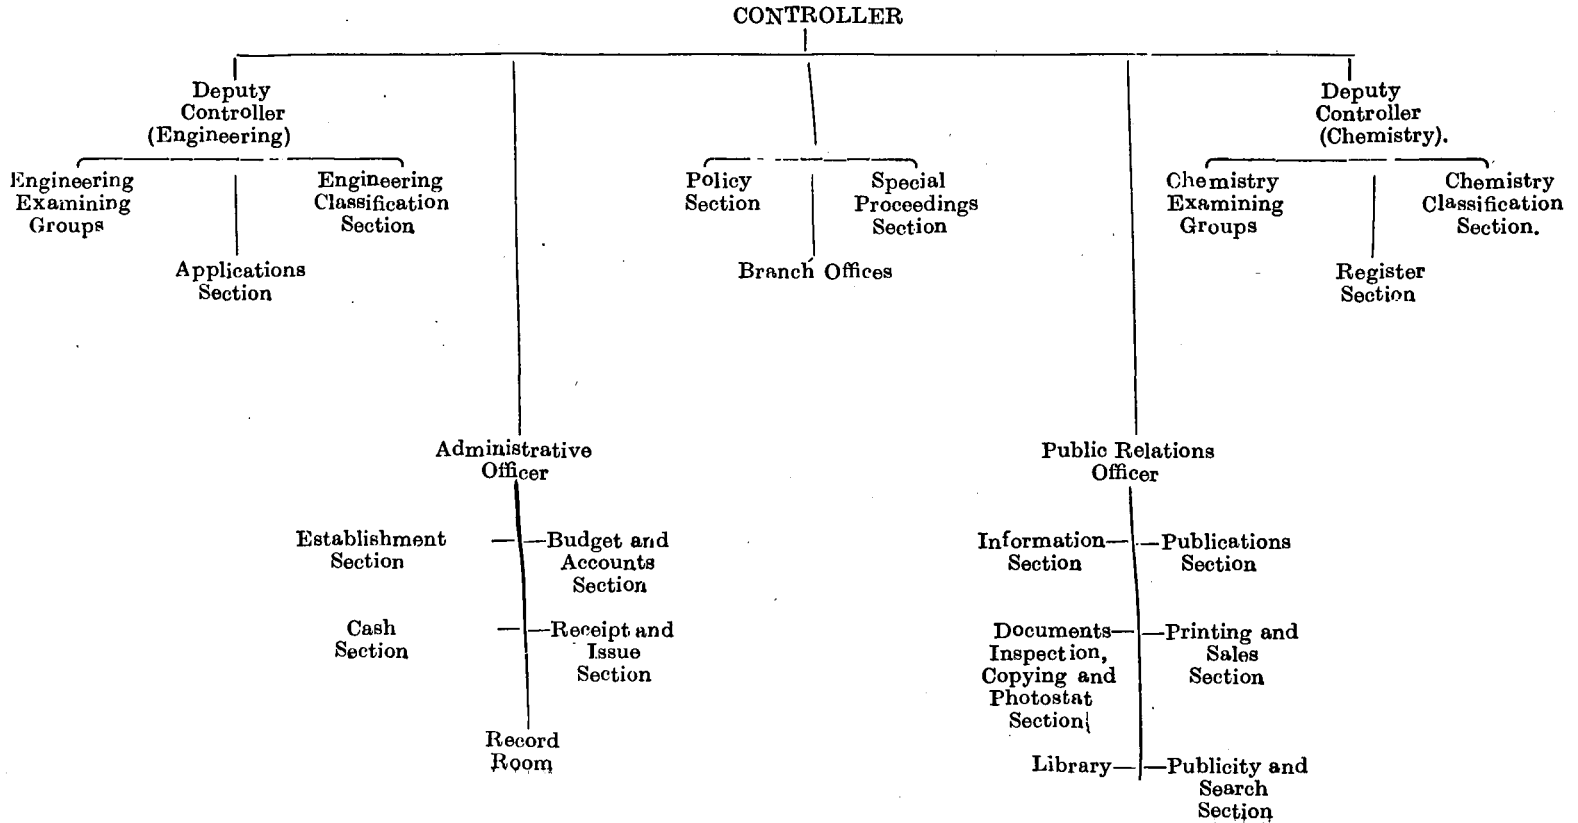 CONTROLLER
Deputy
Controller
(Engineering)
Deputy
Controller
(Chemistry).
Engineering
Examining
Groups
Engineering
Classification
Section
Applications
Section
Policy
Section
Special
Proceedings
Section
Branch Offices
Chemistry
Examining
Groups
Chemistry
Classification
Section.
Register
Section
Administrative
Officer
Establishment
Section
Budget and
Accounts
Section
Cash
Section
Receipt and
Issue
Section
Record
Room
Public Relations
Officer
Information
Section
Publications
Section
Documents
Inspection,
Copying and
Photostat
Section
Printing and
Sales
Section
Library
Publicity and
Search
Section